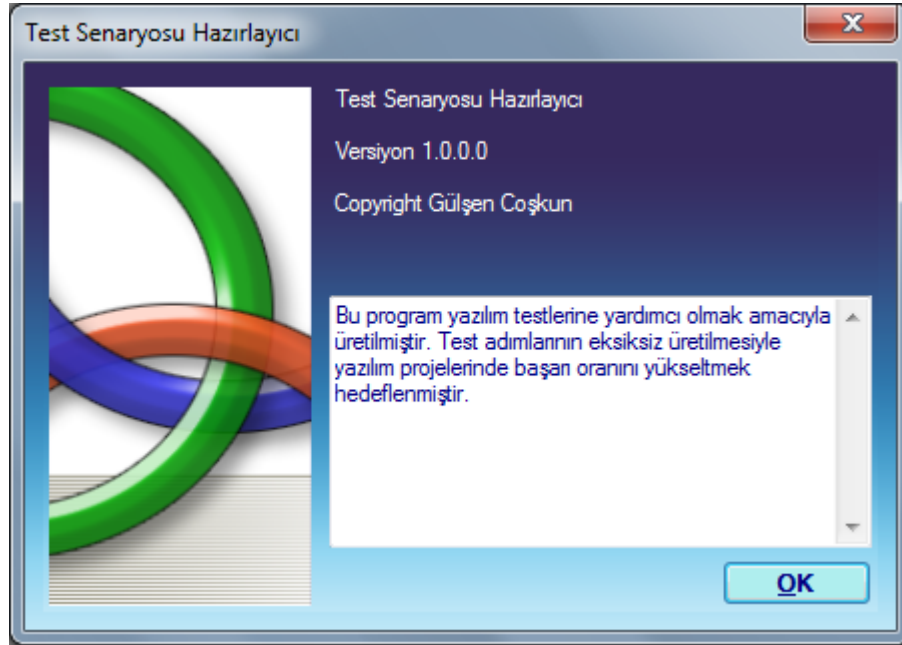 Test Senaryosu Hazırlayıcı
Test Senaryosu Hazırlayıcı
Versiyon 1.0.0.0
Copyright Gülşen Coşkun
Bu program yazılım testlerine yardımcı olmak amacıyla
üretilmiştir. Test adımlarının eksiksiz üretilmesiyle
yazılım projelerinde başarı oranını yükseltmek
hedeflenmiştir.
OK